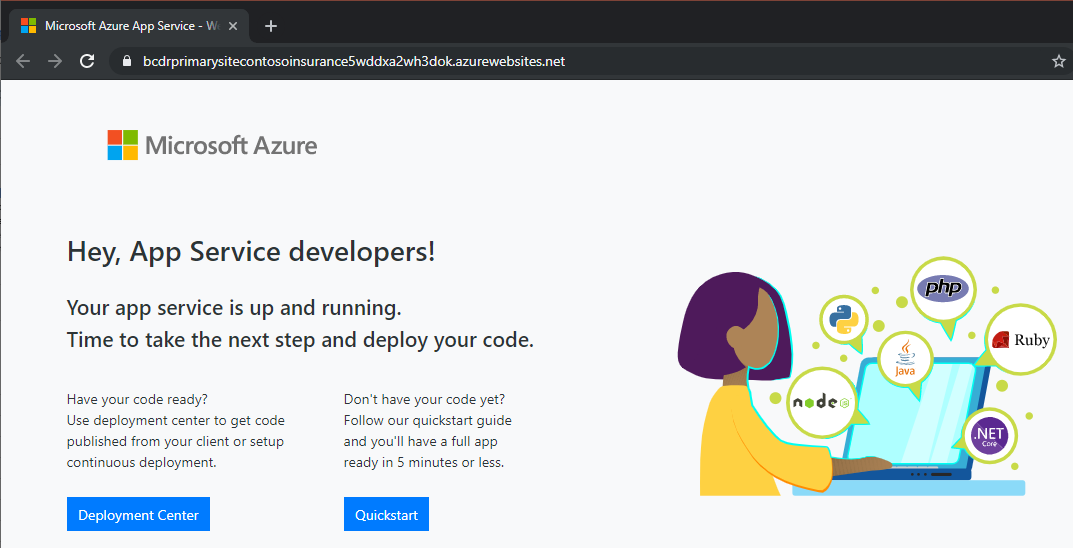 Microsoft Azure App Service - We
bcdrprimarysitecontosoinsurance5wddxa2wh3dok.azurewebsites.net
Microsoft Azure
Hey, App Service developers!
Your app service is up and running.
Time to take the next step and deploy your code.
Have your code ready?
Use deployment center to get code
published from your client or setup
continuous deployment.
Deployment Center
Don't have your code yet?
Follow our quickstart guide
and you'll have a full app
ready in 5 minutes or less.
Quickstart
php
Ruby
Java
node
JS
.NET
Core